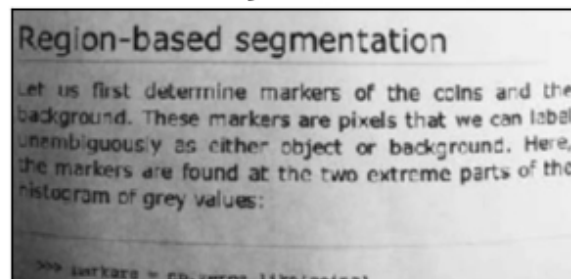 Region-based segmentation
Let us first determine markers of the coins and the
background. These markers are pixels that we can label
unambiguously as either object or background. Here,
the markers are found at the two extreme parts of the
histogram of grey values:
>>> markers =